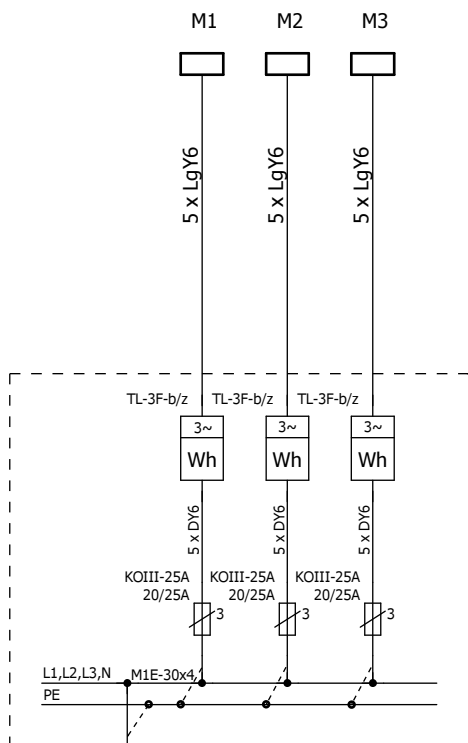 M1 M2 M3
5 x LgY6 5 x LgY6 5 x LgY6
TL-3F-b/z TL-3F-b/z TL-3F-b/z
3~ 3~ 3~
Wh Wh Wh
5 x DY6 5 x DY6 5 x DY6
KOIII-25A KOIII-25A KOIII-25A
20/25A 20/25A 20/25A
3 3 3
L1,L2,L3,N M1E-30x4
PE